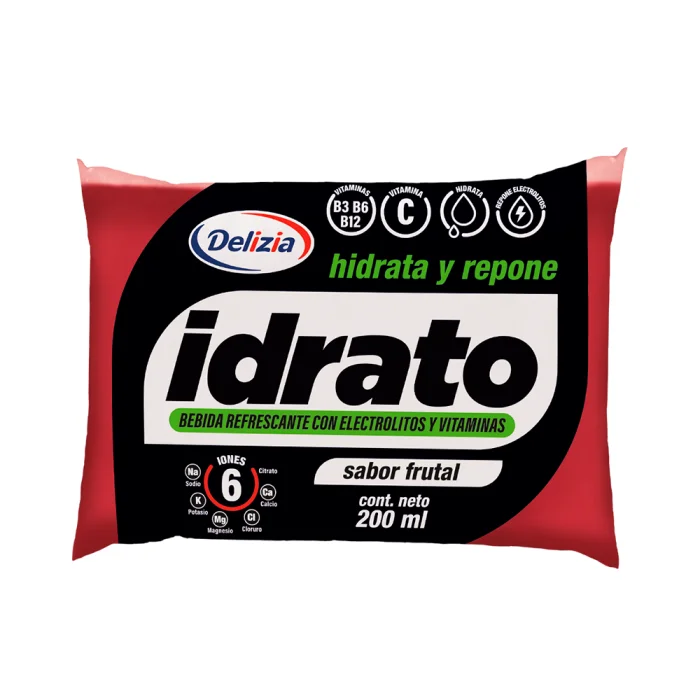 VITAMINAS
B3 B6
B12
VITAMINA
C
HIDRATA
REPONE ELECTROLITOS
Delizia
hidrata y repone
idrato
BEBIDA REFRESCANTE CON ELECTROLITOS Y VITAMINAS
IONES
6
Na
Sodio
K
Potasio
Mg
Magnesio
Cl
Cloruro
Ca
Calcio
Citrato
sabor frutal
cont. neto
200 ml